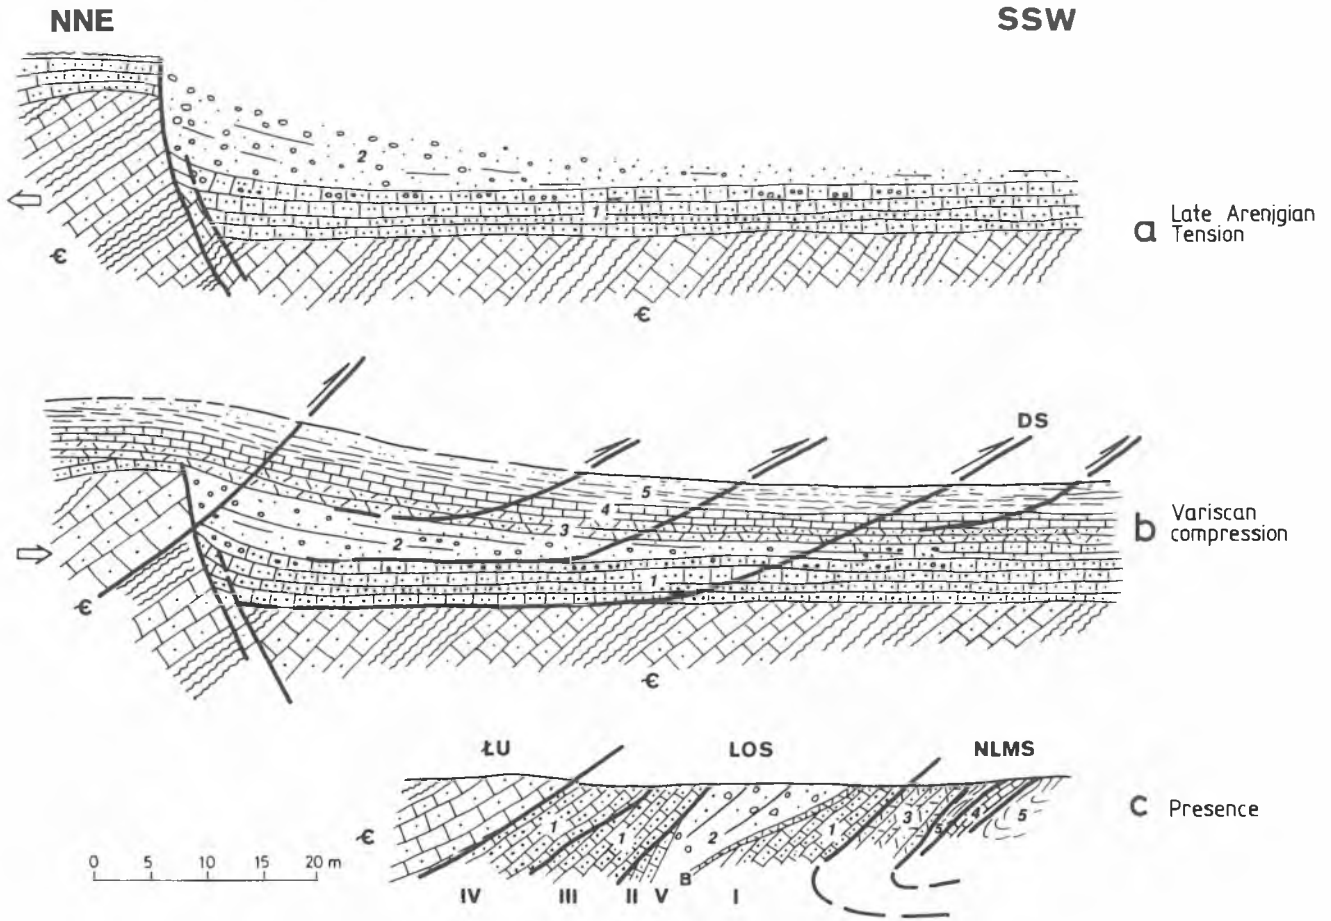 NNE SSW
2
1
-C
-C
a Late Arenigian
Tension
DS
5
4
3
2
1
-C
-C
b Variscan
compression
ŁU LOS NLMS
1 1 2 1 3 5 4 5
-C
c Presence
0 5 10 15 20 m
IV III II V B I